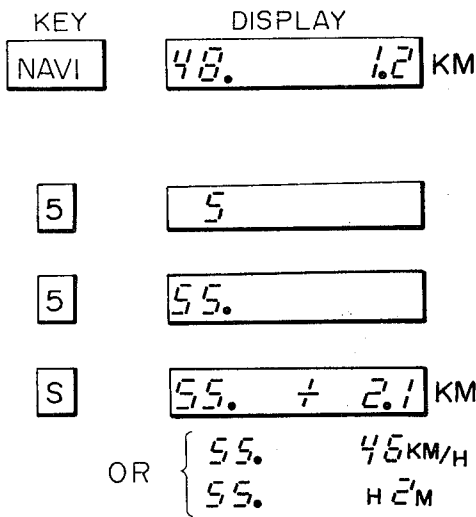 KEY DISPLAY
NAVI 48. 1.2 KM
5 5
5 55.
S 55. ÷ 2.1 KM
OR 55. 46 KM/H
55. H 2 M